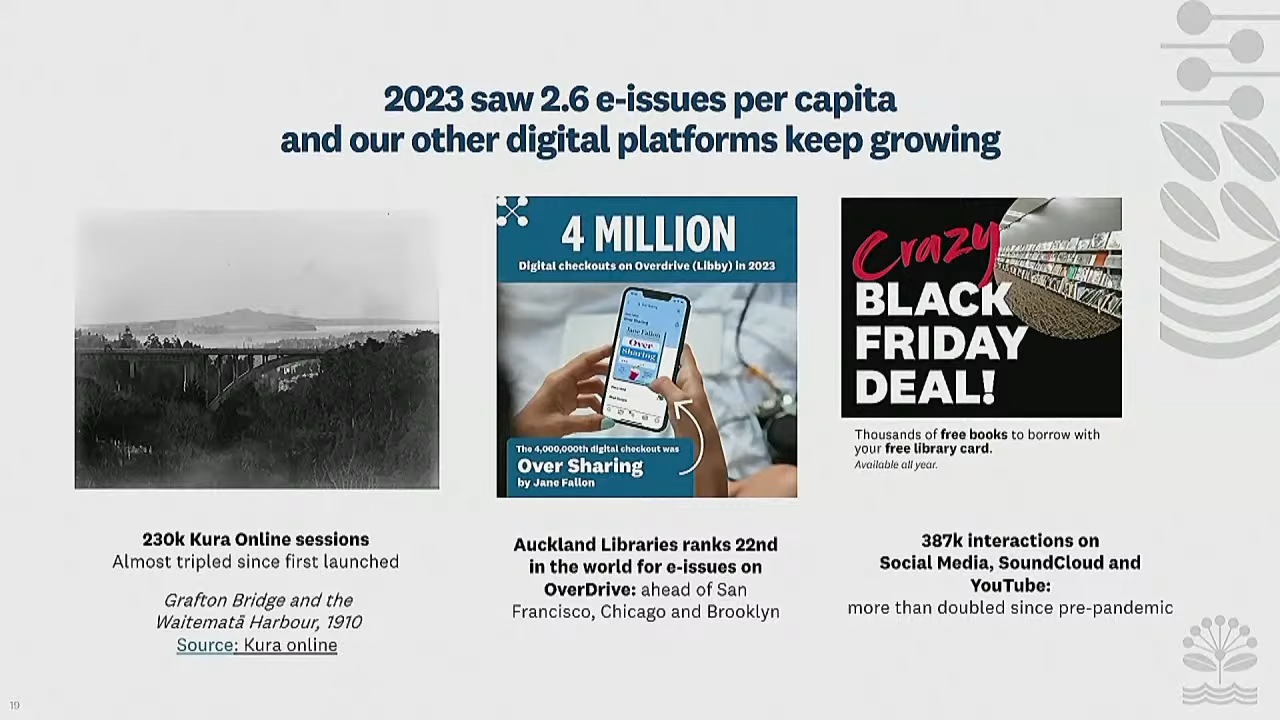 2023 saw 2.6 e-issues per capita
and our other digital platforms keep growing
4 MILLION
Digital checkouts on Overdrive (Libby) in 2023
Jane Fallon
Over
Sharing
The 4,000,000th digital checkout was
Over Sharing
by Jane Fallon
Crazy
BLACK
FRIDAY
DEAL!
Thousands of free books to borrow with
your free library card.
Available all year.
230k Kura Online sessions
Almost tripled since first launched
Grafton Bridge and the
Waitematā Harbour, 1910
Source: Kura online
Auckland Libraries ranks 22nd
in the world for e-issues on
OverDrive: ahead of San
Francisco, Chicago and Brooklyn
387k interactions on
Social Media, SoundCloud and
YouTube:
more than doubled since pre-pandemic
19